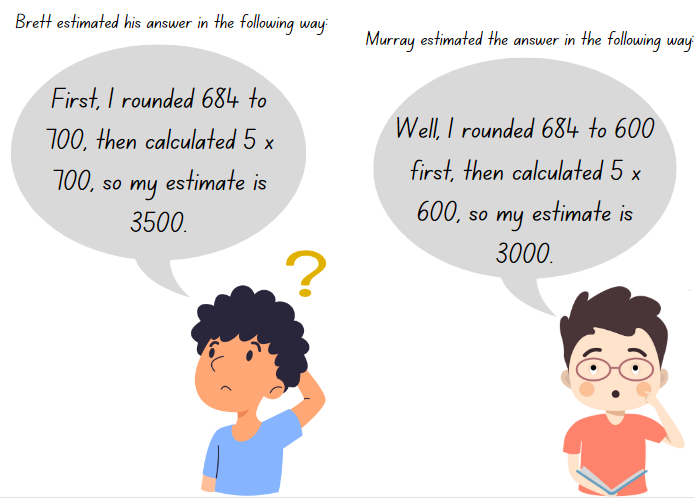 Brett estimated his answer in the following way:
First, I rounded 684 to
700, then calculated 5 x
700, so my estimate is
3500.
?
Murray estimated the answer in the following way:
Well, I rounded 684 to 600
first, then calculated 5 x
600, so my estimate is
3000.